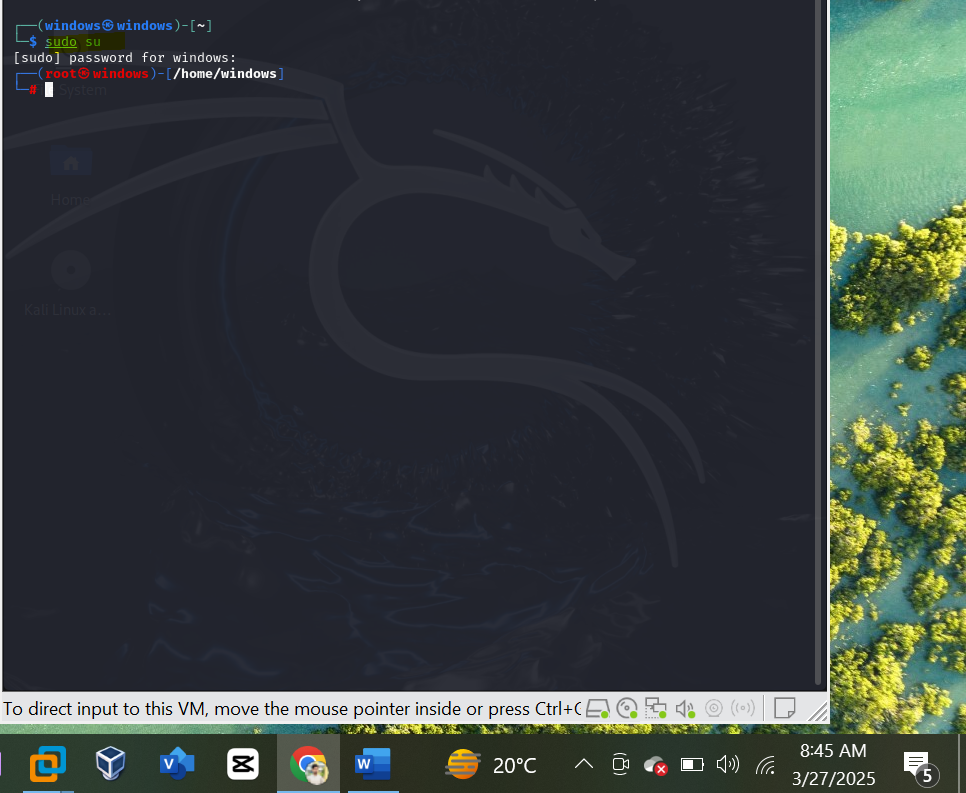 ┌──(windows㉿windows)-[~]
└─$ sudo su
[sudo] password for windows:
┌──(root㉿windows)-[/home/windows]
└─#
System
Home
Kali Linux a...
To direct input to this VM, move the mouse pointer inside or press Ctrl+G
V
W
20°C
8:45 AM
3/27/2025
5